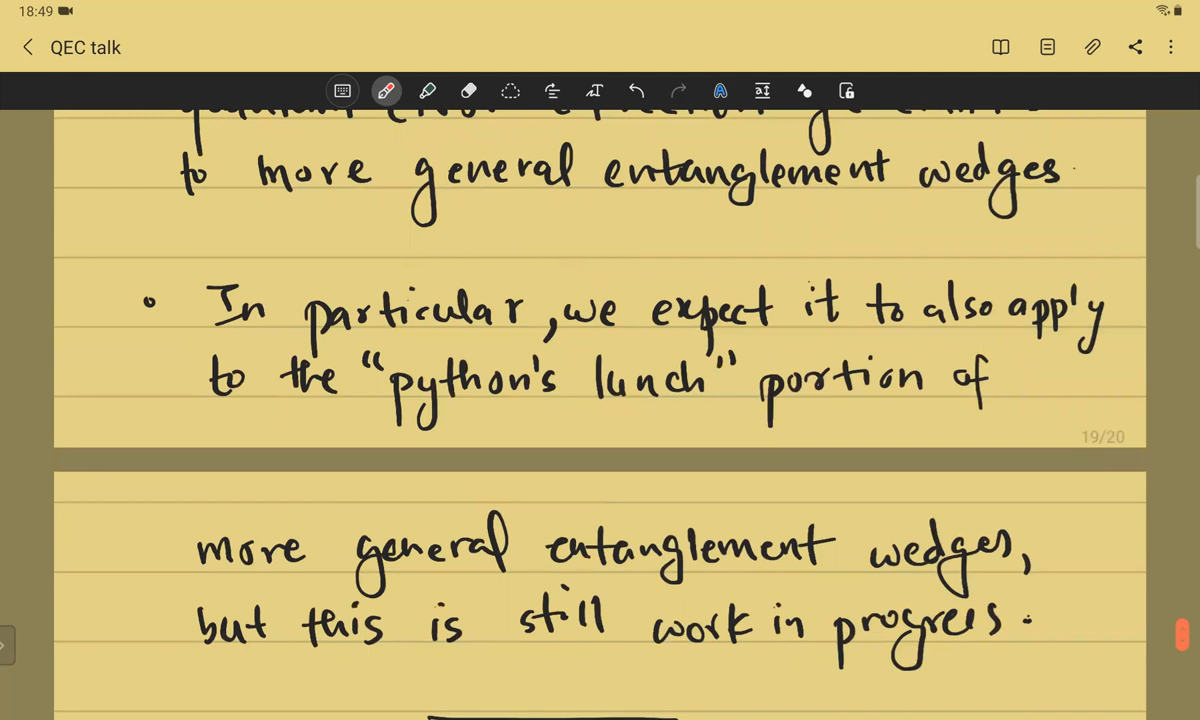 18:49
QEC talk
to more general entanglement wedges.
• In particular, we expect it to also apply
to the "python's lunch" portion of
19/20
more general entanglement wedges,
but this is still work in progress.